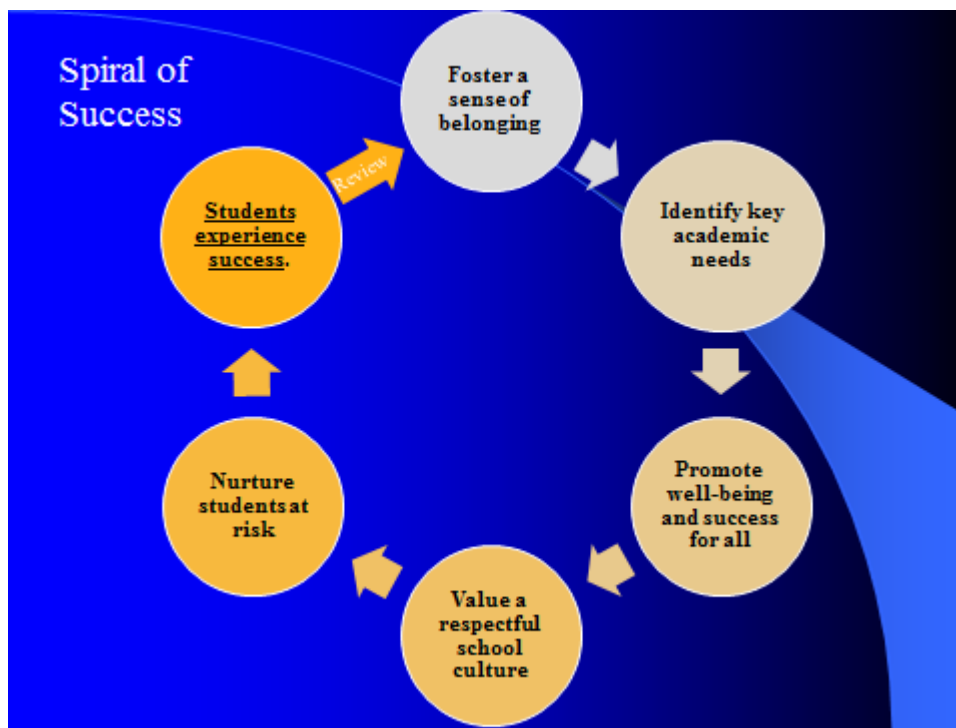 Spiral of
Success
Foster a
sense of
belonging
Identify key
academic
needs
Promote
well-being
and success
for all
Value a
respectful
school
culture
Nurture
students at
risk
Students
experience
success.
Review